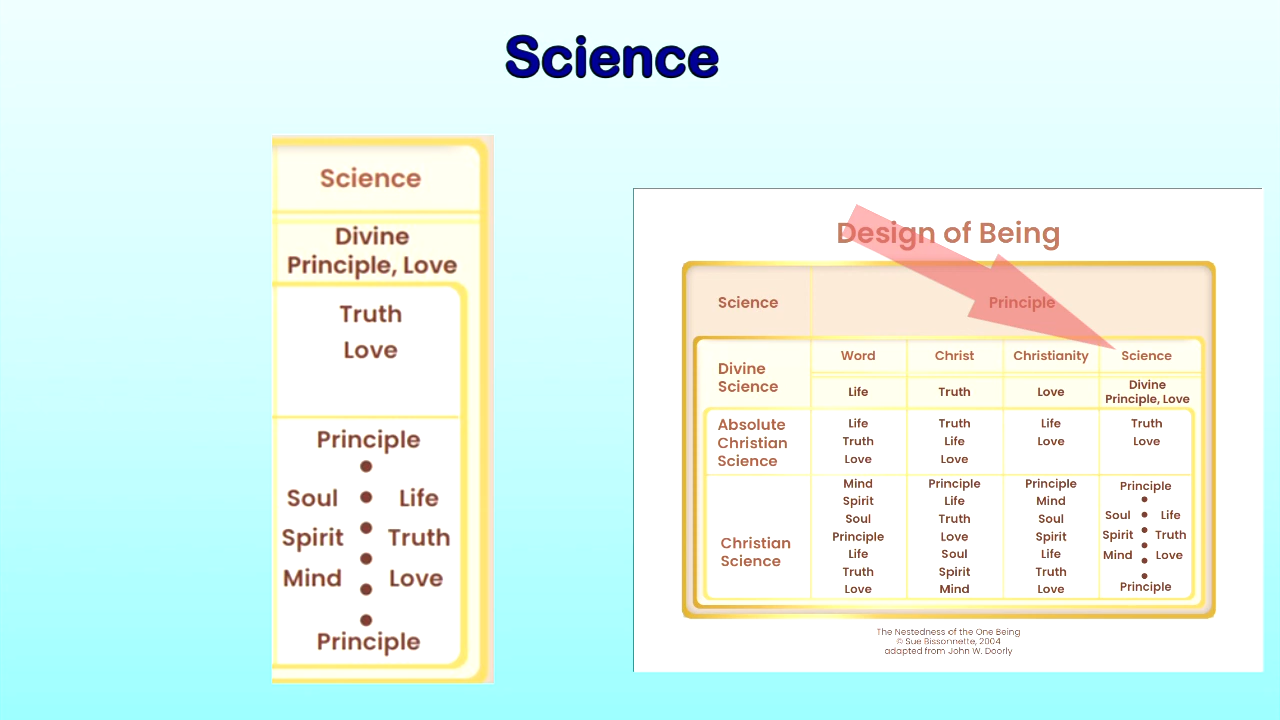 Science
Science
Divine
Principle, Love
Truth
Love
Principle
Soul Life
Spirit Truth
Mind Love
Principle
Design of Being
Science Principle
Divine
Science
Word Christ Christianity Science
Life Truth Love Divine
Principle, Love
Absolute
Christian
Science
Life Truth Life Truth
Truth Life Love Love
Love Love
Christian
Science
Mind Principle Principle Principle
Spirit Life Mind
Soul Truth Soul Soul Life
Principle Love Spirit Spirit Truth
Life Soul Life Mind Love
Truth Spirit Truth
Love Mind Love Principle
The Nestedness of the One Being
© Sue Bissonnette, 2004
adapted from John W. Doorly